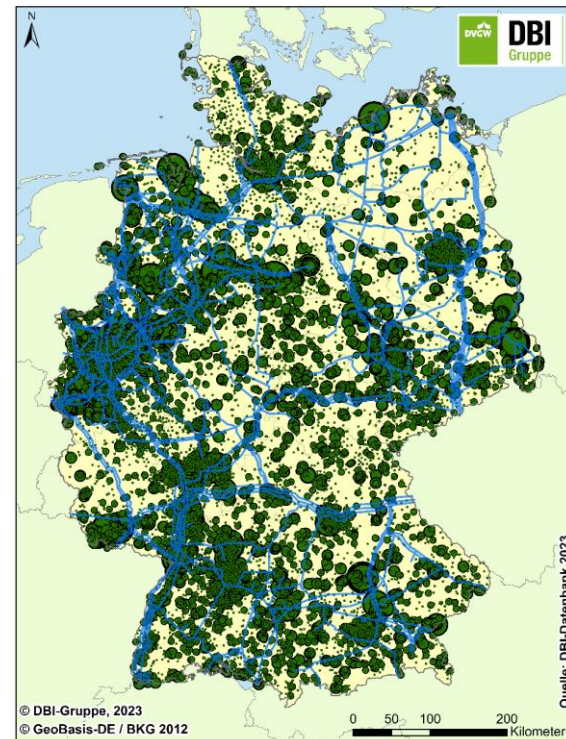 N
DVGW
DBI
Gruppe
Quelle: DBI-Datenbank 2023
© DBI-Gruppe, 2023
© GeoBasis-DE / BKG 2012
0 50 100 200
Kilometer